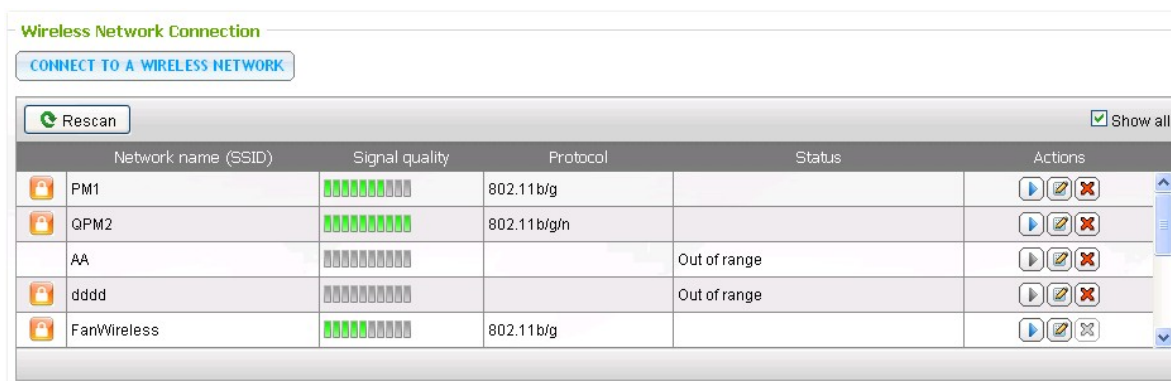 Wireless Network Connection
CONNECT TO A WIRELESS NETWORK
Rescan Show all
Network name (SSID) Signal quality Protocol Status Actions
PM1 802.11b/g
QPM2 802.11b/g/n
AA Out of range
dddd Out of range
FanWireless 802.11b/g